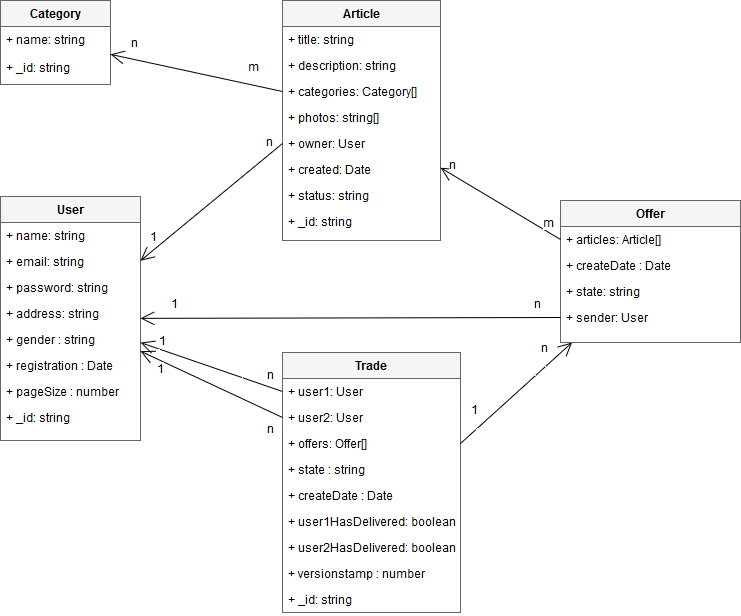 Category
+ name: string
+ _id: string
Article
+ title: string
+ description: string
+ categories: Category[]
+ photos: string[]
+ owner: User
+ created: Date
+ status: string
+ _id: string
n
m
n
1
User
+ name: string
+ email: string
+ password: string
+ address: string
+ gender : string
+ registration : Date
+ pageSize : number
+ _id: string
n
m
Offer
+ articles: Article[]
+ createDate : Date
+ state: string
+ sender: User
1
n
1
n
1
n
1
n
Trade
+ user1: User
+ user2: User
+ offers: Offer[]
+ state : string
+ createDate : Date
+ user1HasDelivered: boolean
+ user2HasDelivered: boolean
+ versionstamp : number
+ _id: string